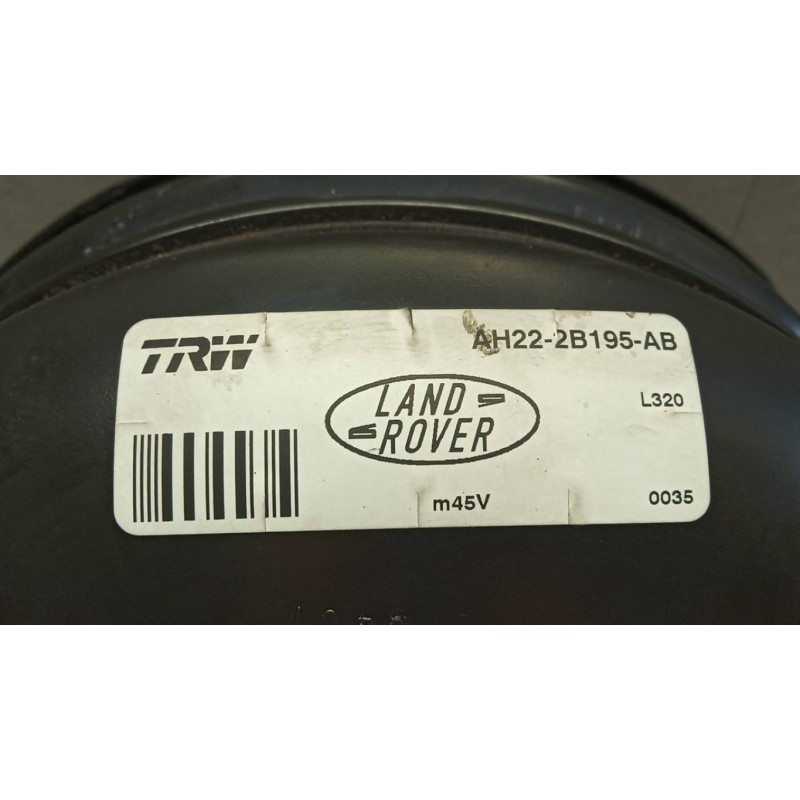 TRW
AH22-2B195-AB
L320
LAND
ROVER
m45V
0035